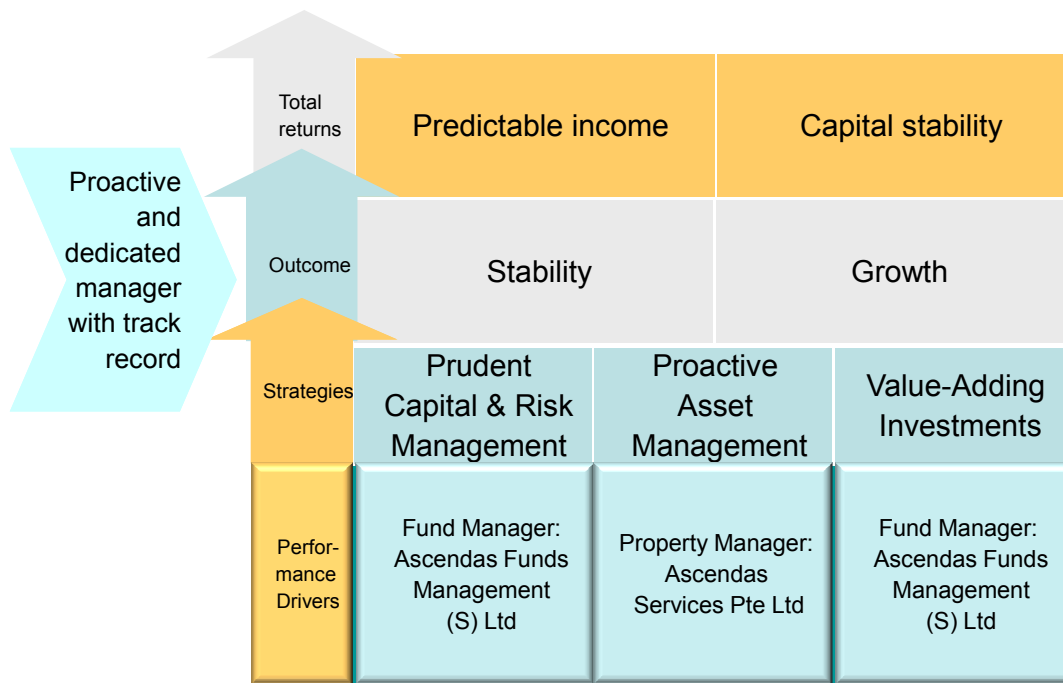 Total
returns
Predictable income
Capital stability
Proactive
and
dedicated
manager
with track
record
Outcome
Stability
Growth
Strategies
Prudent
Capital & Risk
Management
Proactive
Asset
Management
Value-Adding
Investments
Perfor-
mance
Drivers
Fund Manager:
Ascendas Funds
Management
(S) Ltd
Property Manager:
Ascendas
Services Pte Ltd
Fund Manager:
Ascendas Funds
Management
(S) Ltd